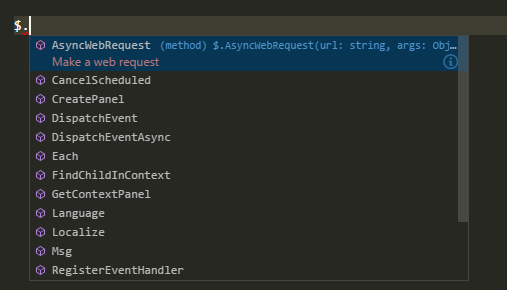 $.
AsyncWebRequest (method) $.AsyncWebRequest(url: string, args: Obj…
Make a web request
CancelScheduled
CreatePanel
DispatchEvent
DispatchEventAsync
Each
FindChildInContext
GetContextPanel
Language
Localize
Msg
RegisterEventHandler